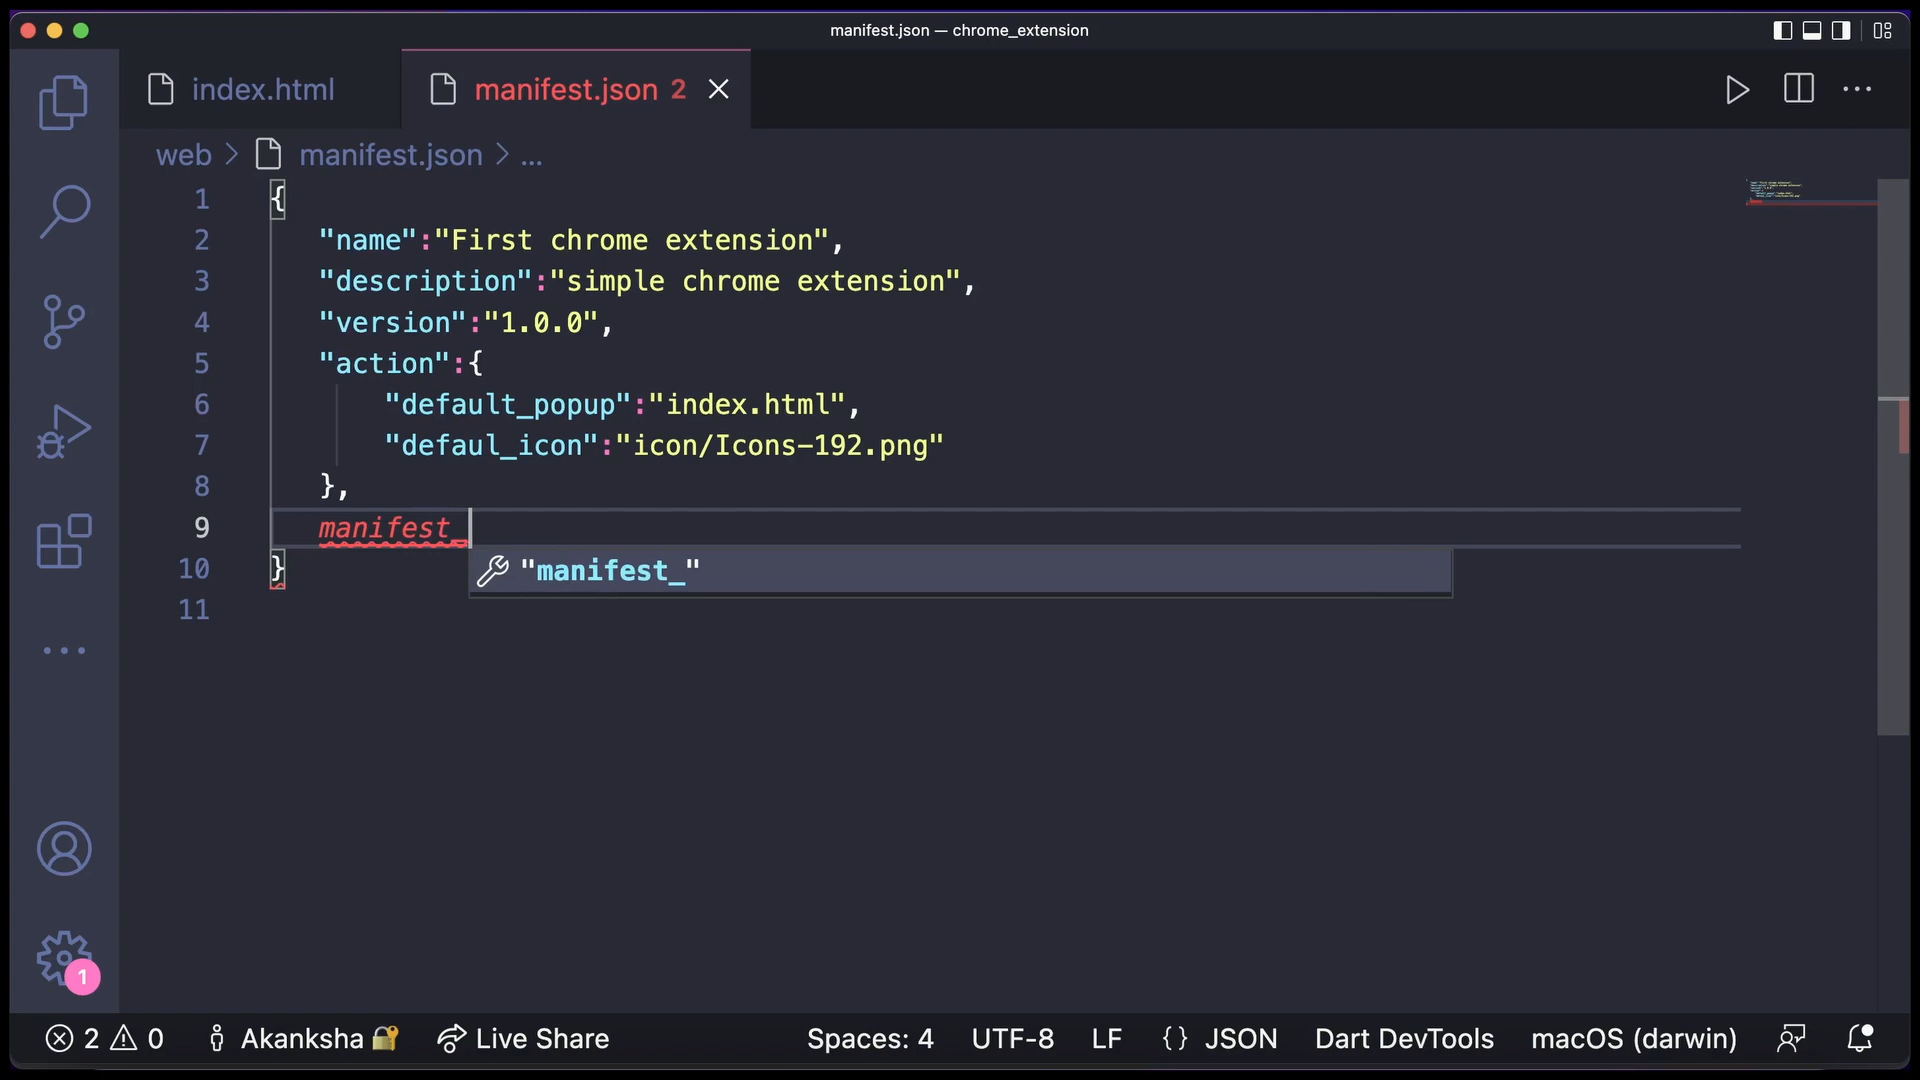 manifest.json — chrome_extension
index.html
manifest.json 2
web > manifest.json > ...
1 {
2 "name":"First chrome extension",
3 "description":"simple chrome extension",
4 "version":"1.0.0",
5 "action":{
6 "default_popup":"index.html",
7 "defaul_icon":"icon/Icons-192.png"
8 },
9 manifest_
"manifest_"
10 }
11
1
2 0 Akanksha Live Share Spaces: 4 UTF-8 LF {} JSON Dart DevTools macOS (darwin)